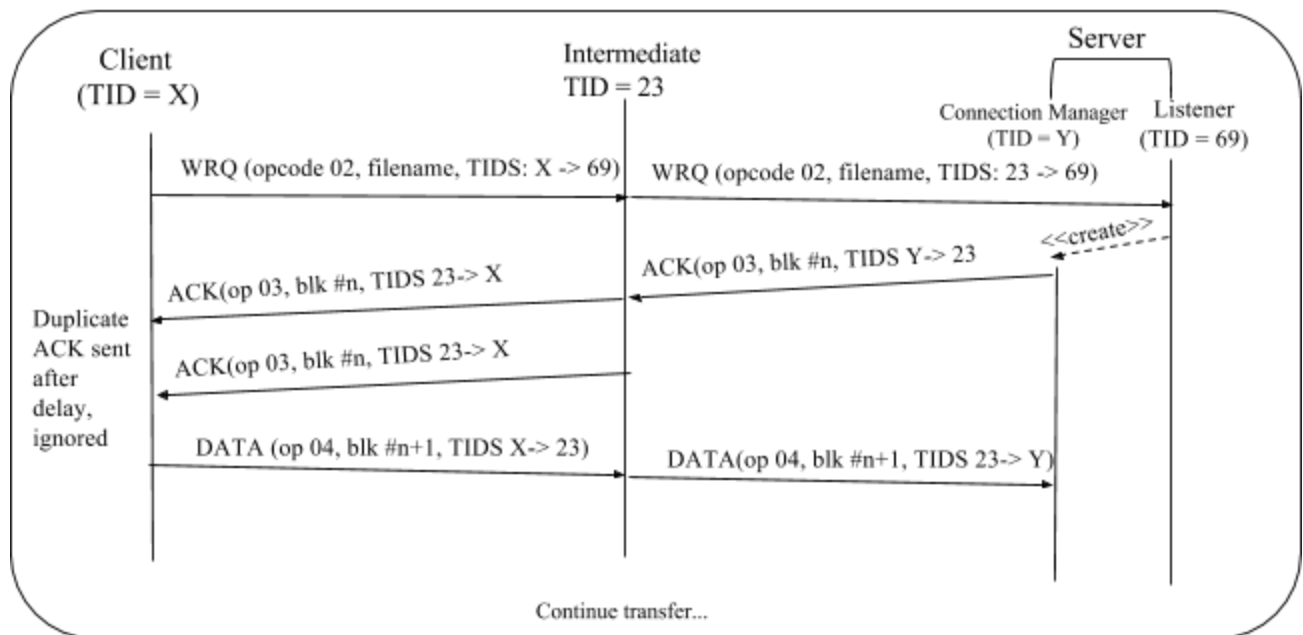 Server
Client
(TID = X)
Intermediate
TID = 23
Connection Manager
(TID = Y)
Listener
(TID = 69)
WRQ (opcode 02, filename, TIDS: X -> 69)
WRQ (opcode 02, filename, TIDS: 23 -> 69)
<<create>>
ACK(op 03, blk #n, TIDS Y-> 23
ACK(op 03, blk #n, TIDS 23-> X
Duplicate
ACK sent
after
delay,
ignored
ACK(op 03, blk #n, TIDS 23-> X
DATA (op 04, blk #n+1, TIDS X-> 23)
DATA(op 04, blk #n+1, TIDS 23-> Y)
Continue transfer...